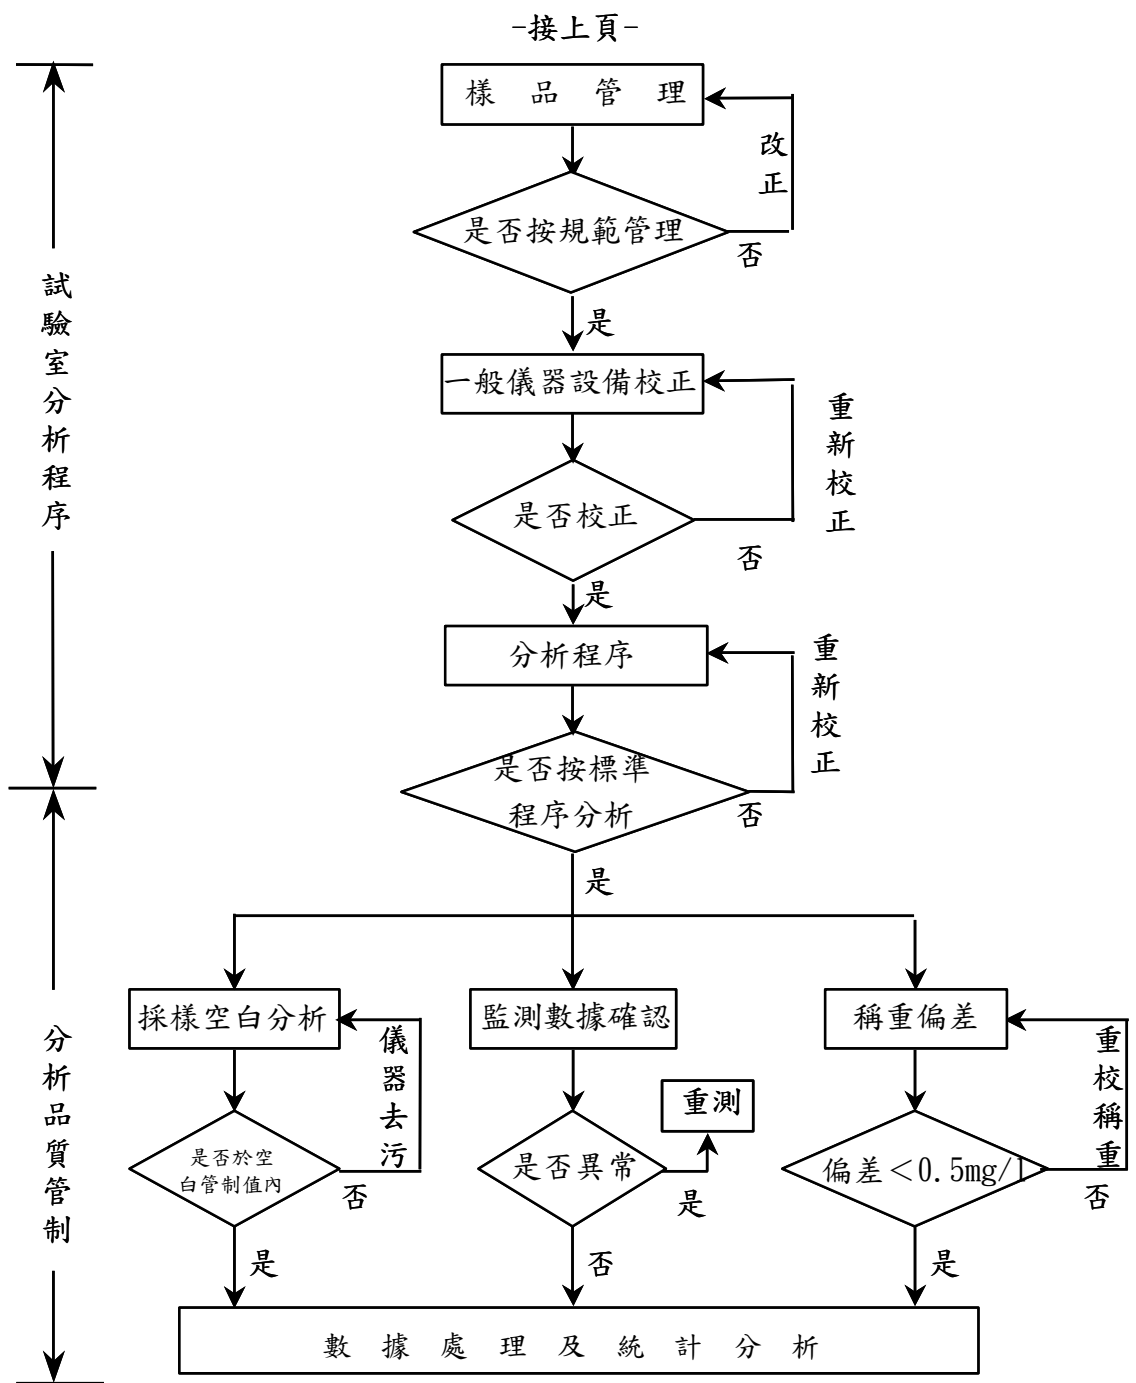 -接上頁-
樣品管理
改正
是否按規範管理
否
是
試驗室分析程序
一般儀器設備校正
重新校正
是否校正
否
是
分析程序
重新校正
是否按標準
程序分析
否
是
分析品質管制
採樣空白分析
儀器去污
是否於空
白管制值內
否
是
監測數據確認
重測
是否異常
是
否
稱重偏差
重校稱重
偏差＜0.5mg/l
否
是
數據處理及統計分析